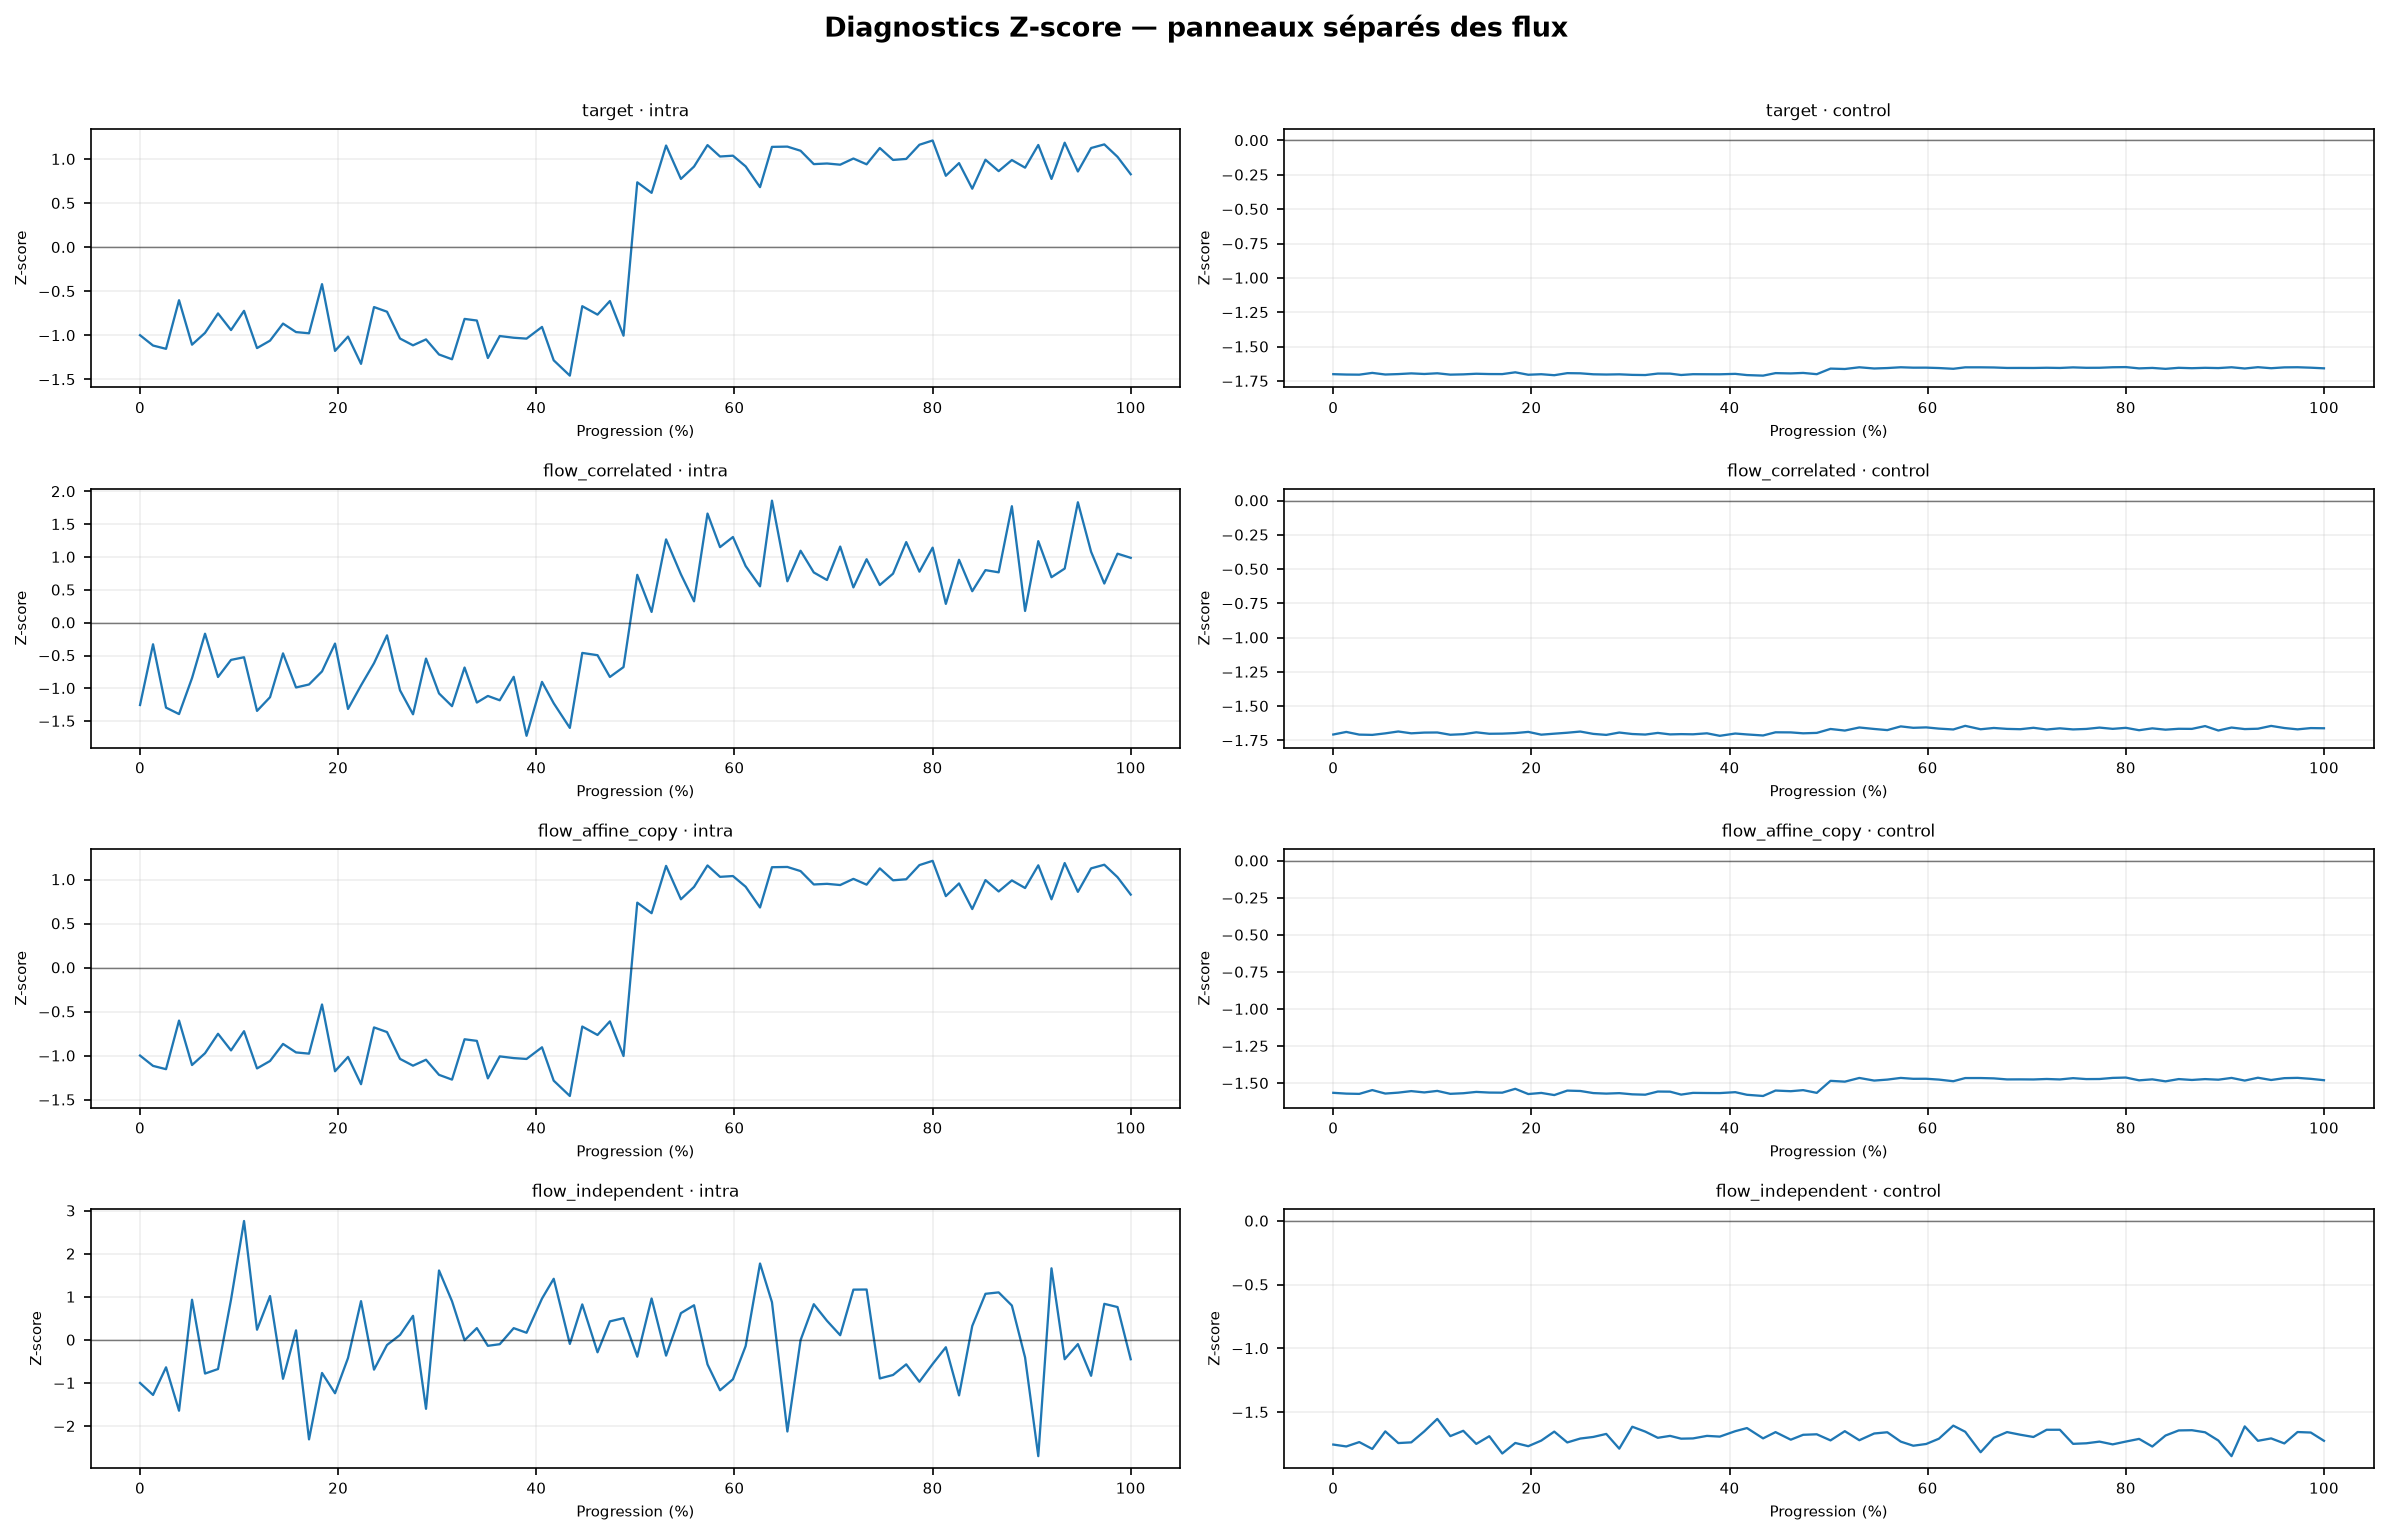 Diagnostics Z-score — panneaux séparés des flux
target · intra
Z-score
1.0
0.5
0.0
−0.5
−1.0
−1.5
0 20 40 60 80 100
Progression (%)
target · control
Z-score
0.00
−0.25
−0.50
−0.75
−1.00
−1.25
−1.50
−1.75
0 20 40 60 80 100
Progression (%)
flow_correlated · intra
Z-score
2.0
1.5
1.0
0.5
0.0
−0.5
−1.0
−1.5
0 20 40 60 80 100
Progression (%)
flow_correlated · control
Z-score
0.00
−0.25
−0.50
−0.75
−1.00
−1.25
−1.50
−1.75
0 20 40 60 80 100
Progression (%)
flow_affine_copy · intra
Z-score
1.0
0.5
0.0
−0.5
−1.0
−1.5
0 20 40 60 80 100
Progression (%)
flow_affine_copy · control
Z-score
0.00
−0.25
−0.50
−0.75
−1.00
−1.25
−1.50
0 20 40 60 80 100
Progression (%)
flow_independent · intra
Z-score
3
2
1
0
−1
−2
0 20 40 60 80 100
Progression (%)
flow_independent · control
Z-score
0.0
−0.5
−1.0
−1.5
0 20 40 60 80 100
Progression (%)